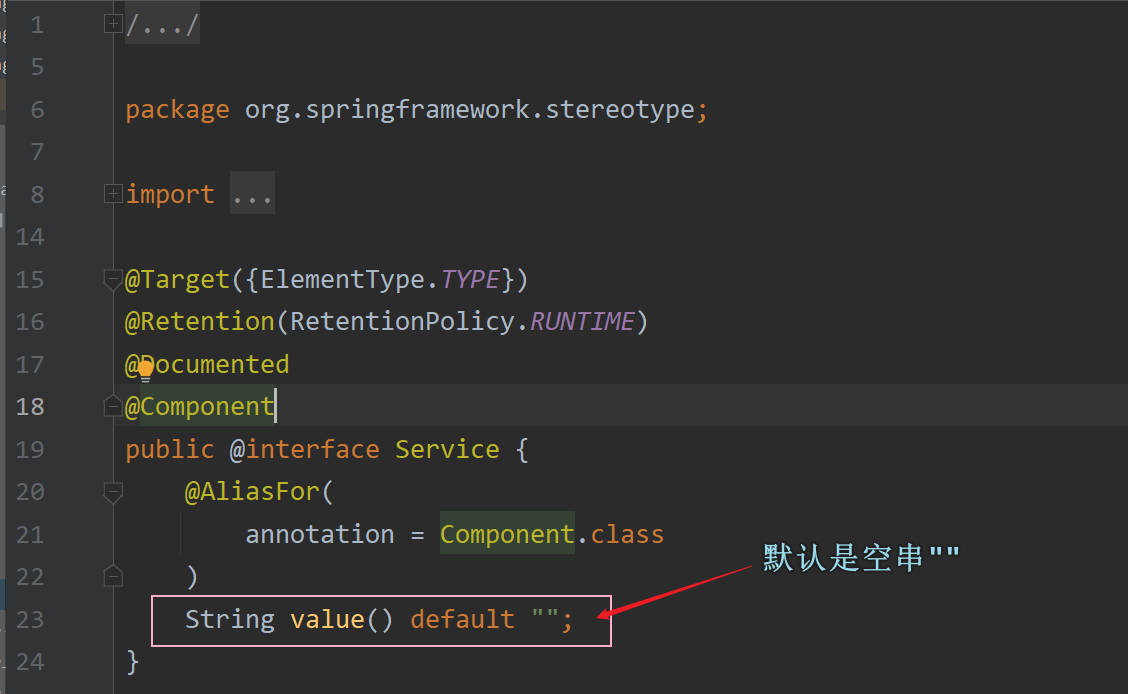 1 /.../
5
6 package org.springframework.stereotype;
7
8 import ...
14
15 @Target({ElementType.TYPE})
16 @Retention(RetentionPolicy.RUNTIME)
17 @Documented
18 @Component
19 public @interface Service {
20 @AliasFor(
21 annotation = Component.class
22 )
默认是空串""
23 String value() default "";
24 }